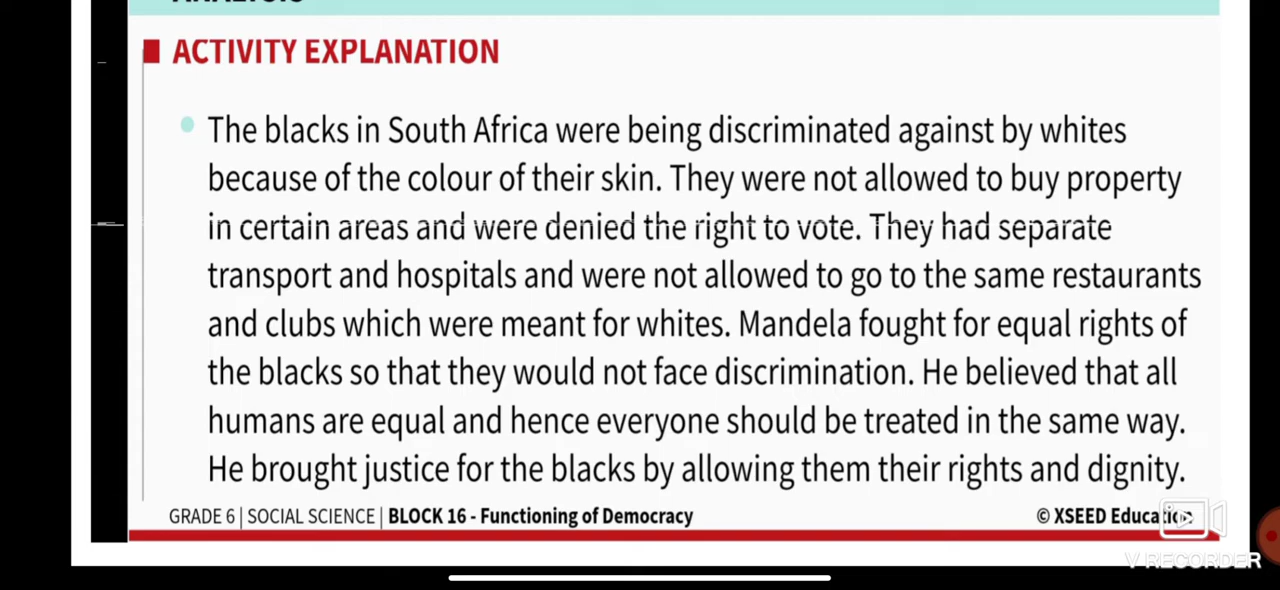 ACTIVITY EXPLANATION
The blacks in South Africa were being discriminated against by whites
because of the colour of their skin. They were not allowed to buy property
in certain areas and were denied the right to vote. They had separate
transport and hospitals and were not allowed to go to the same restaurants
and clubs which were meant for whites. Mandela fought for equal rights of
the blacks so that they would not face discrimination. He believed that all
humans are equal and hence everyone should be treated in the same way.
He brought justice for the blacks by allowing them their rights and dignity.
GRADE 6 | SOCIAL SCIENCE | BLOCK 16 - Functioning of Democracy © XSEED Education
V RECORDER